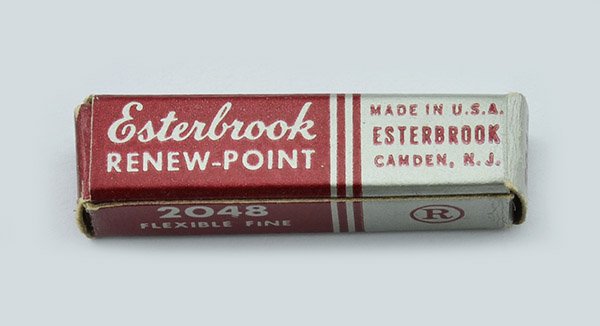 Esterbrook
RENEW-POINT
MADE IN U.S.A.
ESTERBROOK
CAMDEN, N. J.
2048
FLEXIBLE FINE
®